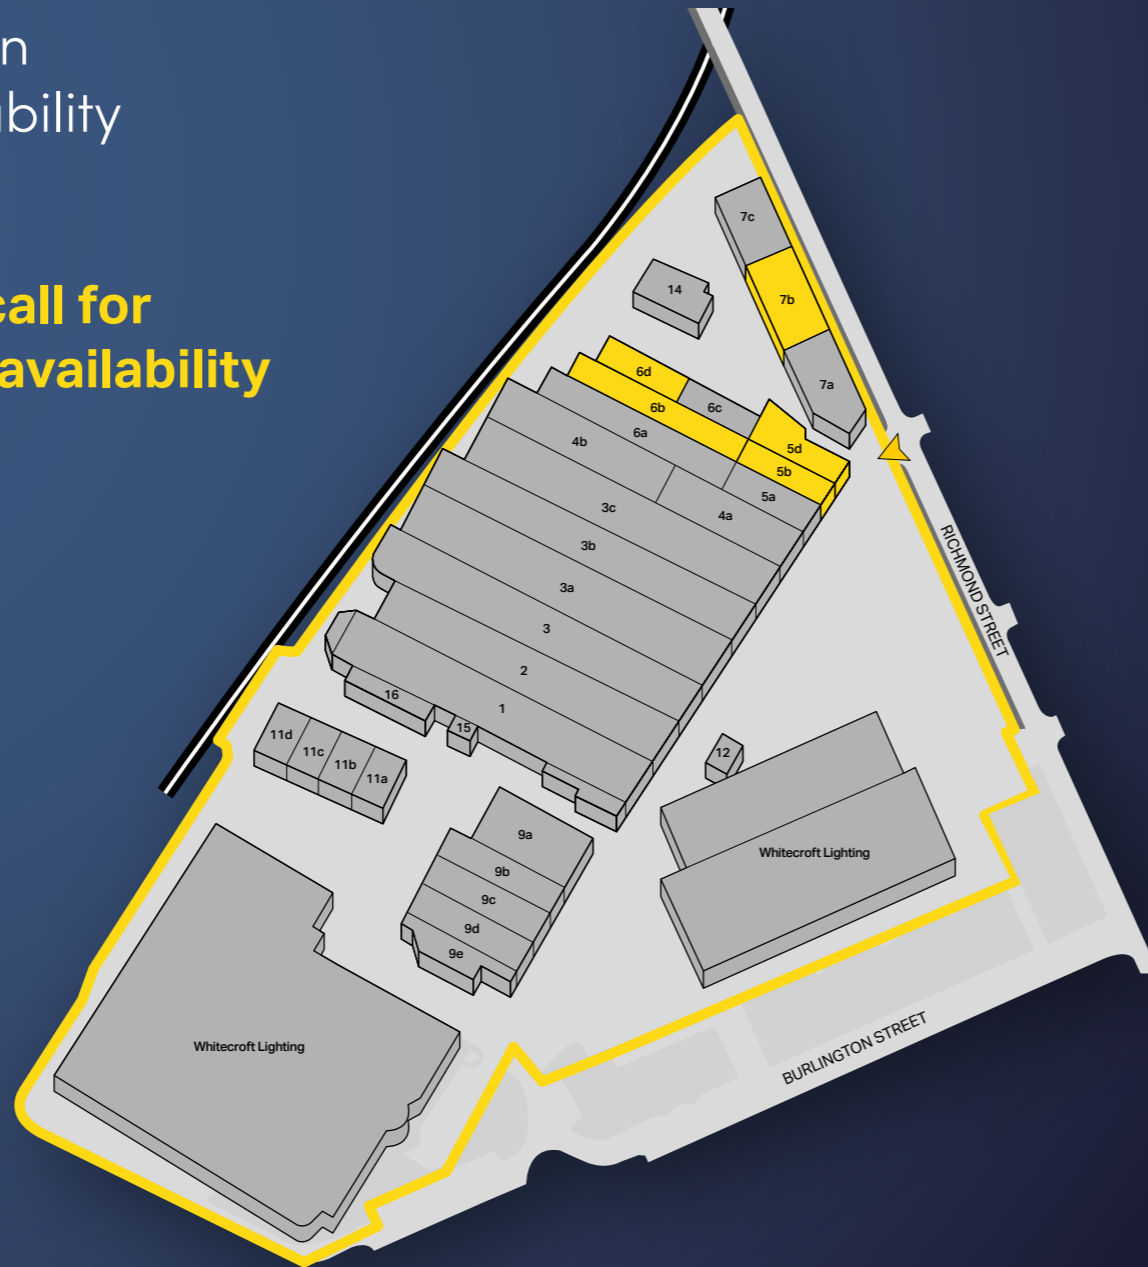 call for
availability
7c
14
7b
6d
7a
6c
6b
6a
4b
5d
5b
5a
3c
4a
3b
3a
3
2
16
1
15
11d
11c
11b
11a
12
9a
9b
9c
9d
9e
Whitecroft Lighting
Whitecroft Lighting
RICHMOND STREET
BURLINGTON STREET